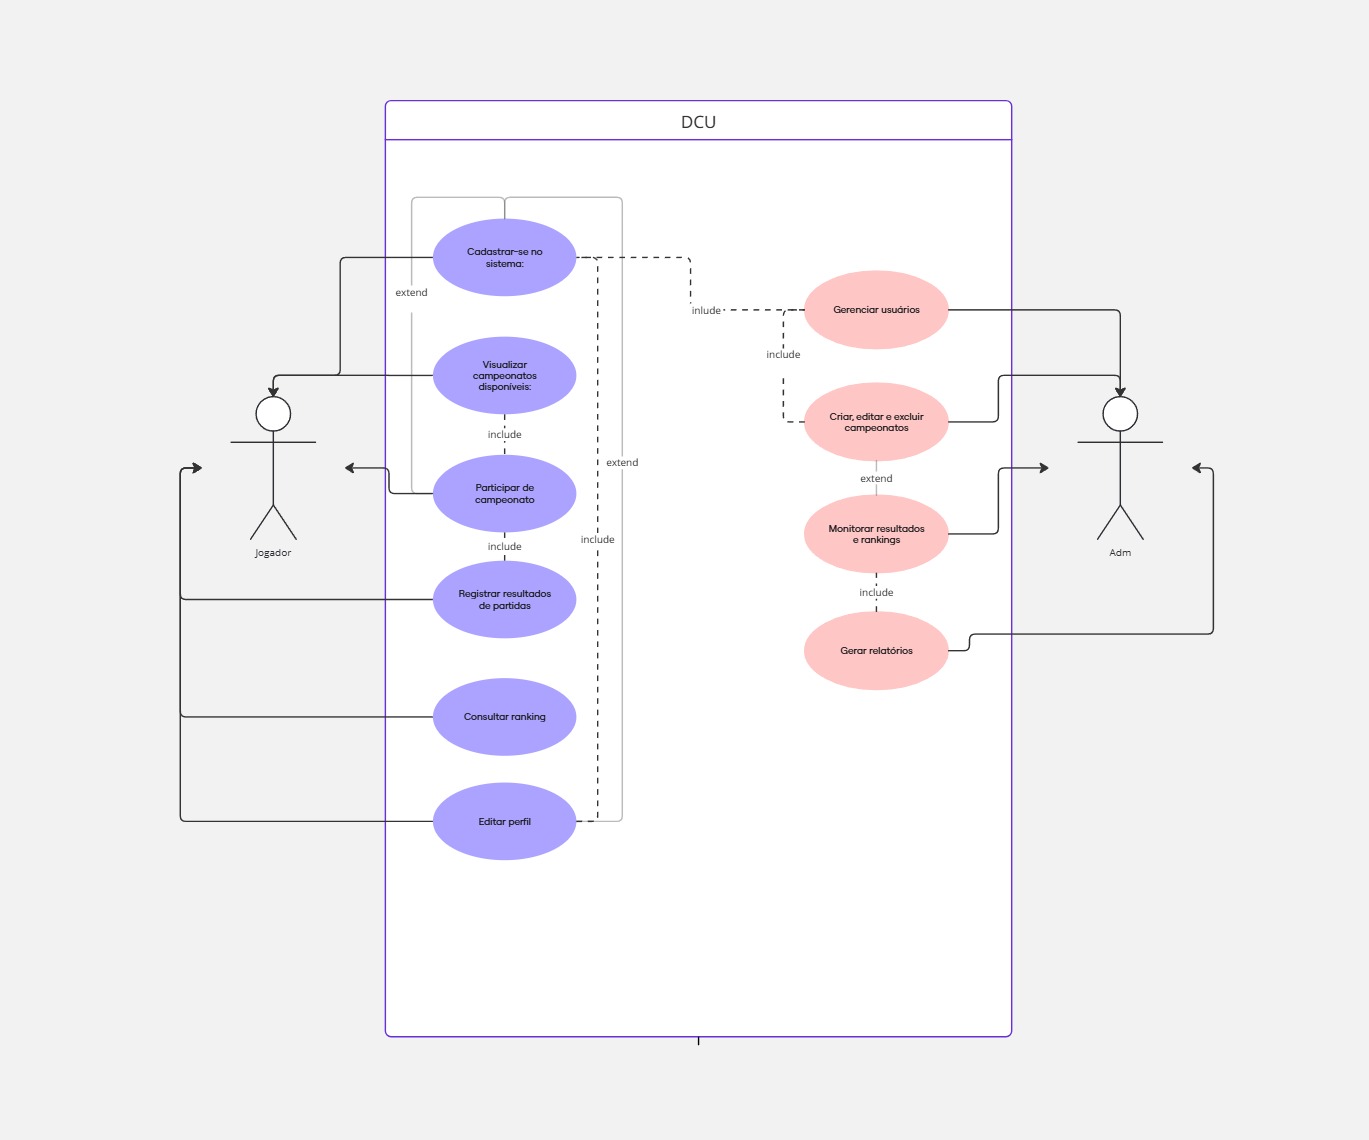 DCU
Cadastrar-se no
sistema:
extend
inlude
Gerenciar usuários
include
Visualizar
campeonatos
disponíveis:
Criar, editar e excluir
campeonatos
include
extend
extend
Participar de
campeonato
Monitorar resultados
e rankings
include
include
Jogador
Adm
include
Registrar resultados
de partidas
Gerar relatórios
Consultar ranking
Editar perfil